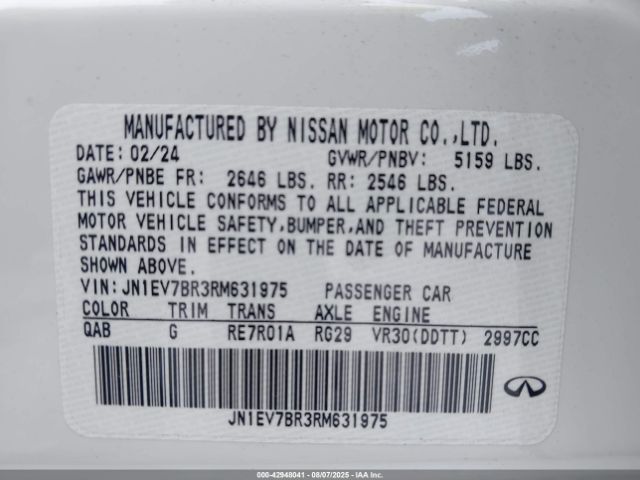 MANUFACTURED BY NISSAN MOTOR CO.,LTD.
DATE: 02/24 GVWR/PNBV: 5159 LBS.
GAWR/PNBE FR: 2646 LBS. RR: 2546 LBS.
THIS VEHICLE CONFORMS TO ALL APPLICABLE FEDERAL
MOTOR VEHICLE SAFETY,BUMPER,AND THEFT PREVENTION
STANDARDS IN EFFECT ON THE DATE OF MANUFACTURE
SHOWN ABOVE.
VIN:JN1EV7BR3RM631975 PASSENGER CAR
COLOR TRIM TRANS AXLE ENGINE
QAB G RE7R01A RG29 VR30(DDTT) 2997CC
JN1EV7BR3RM631975
000-42948041 - 08/07/2025 - IAAI.COM